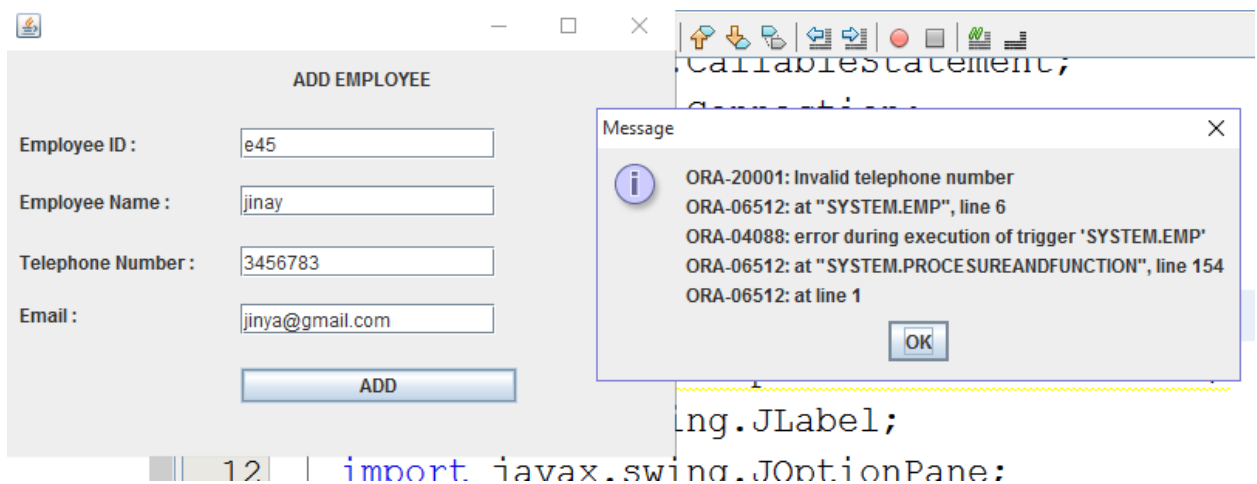 ADD EMPLOYEE
Employee ID : e45
Employee Name : jinay
Telephone Number : 3456783
Email : jinya@gmail.com
ADD
.CallableStatement;
.Connection;
Message
ORA-20001: Invalid telephone number
ORA-06512: at "SYSTEM.EMP", line 6
ORA-04088: error during execution of trigger 'SYSTEM.EMP'
ORA-06512: at "SYSTEM.PROCESUREANDFUNCTION", line 154
ORA-06512: at line 1
OK
ing.JLabel;
12 import javax.swing.JOptionPane;